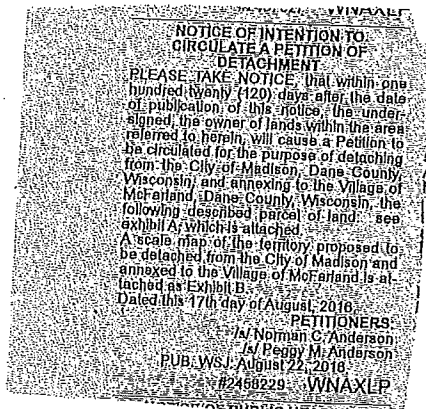 WNAXLP
NOTICE OF INTENTION TO
CIRCULATE A PETITION OF
DETACHMENT
PLEASE TAKE NOTICE, that within one
hundred twenty (120) days after the date
of publication of this notice, the under-
signed, the owner of lands within the area
referred to herein, will cause a Petition to
be circulated for the purpose of detaching
from the City of Madison, Dane County,
Wisconsin, and annexing to the Village of
McFarland, Dane County, Wisconsin, the
following described parcel of land: see
exhibit A, which is attached.
A scale map of the territory proposed to
be detached from the City of Madison and
annexed to the Village of McFarland is at-
tached as Exhibit B.
Dated this 17th day of August, 2016.
PETITIONERS:
/s/ Norman C. Anderson
/s/ Peggy M. Anderson
PUB. WSJ: August 22, 2016
#2458229 WNAXLP